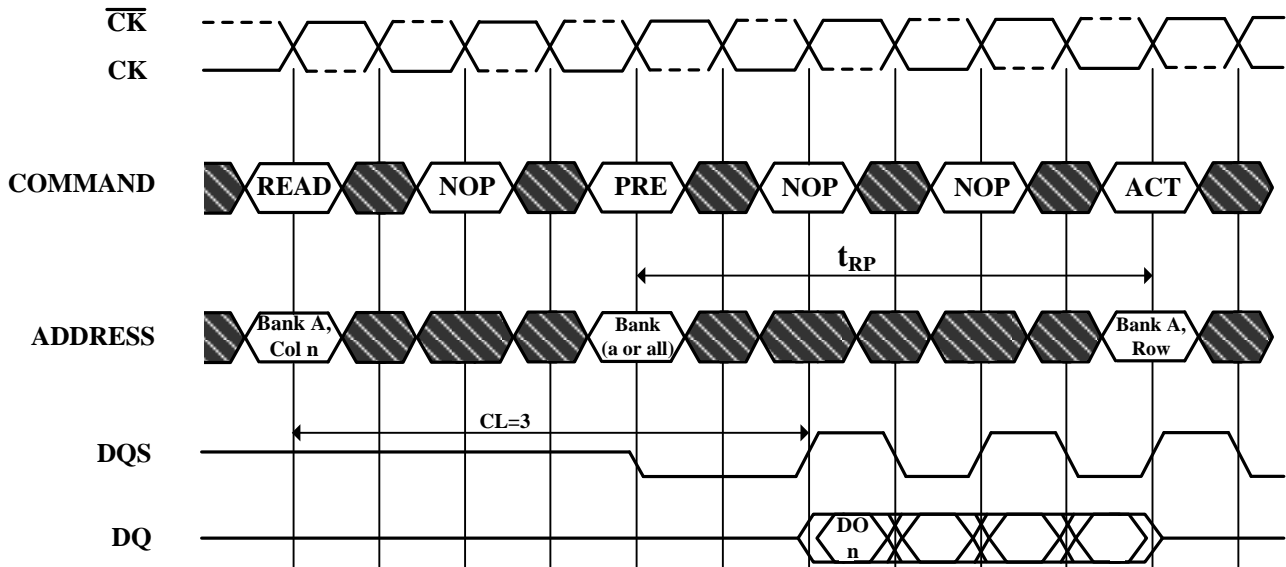 C̅K̅
CK
COMMAND
READ
NOP
PRE
NOP
NOP
ACT
tRP
ADDRESS
Bank A,
Col n
Bank
(a or all)
Bank A,
Row
CL=3
DQS
DQ
DO
n